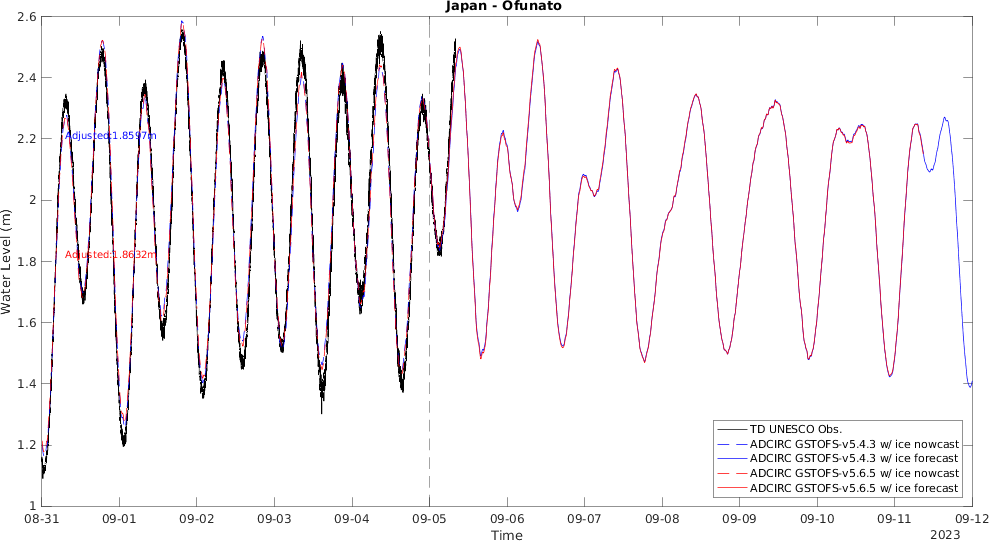 Japan - Ofunato
2.6
2.4
2.2
2
1.8
1.6
1.4
1.2
1
Water Level (m)
Adjusted:1.8597m
Adjusted:1.8632m
TD UNESCO Obs.
ADCIRC GSTOFS-v5.4.3 w/ ice nowcast
ADCIRC GSTOFS-v5.4.3 w/ ice forecast
ADCIRC GSTOFS-v5.6.5 w/ ice nowcast
ADCIRC GSTOFS-v5.6.5 w/ ice forecast
08-31 09-01 09-02 09-03 09-04 09-05 09-06 09-07 09-08 09-09 09-10 09-11 09-12
Time
2023